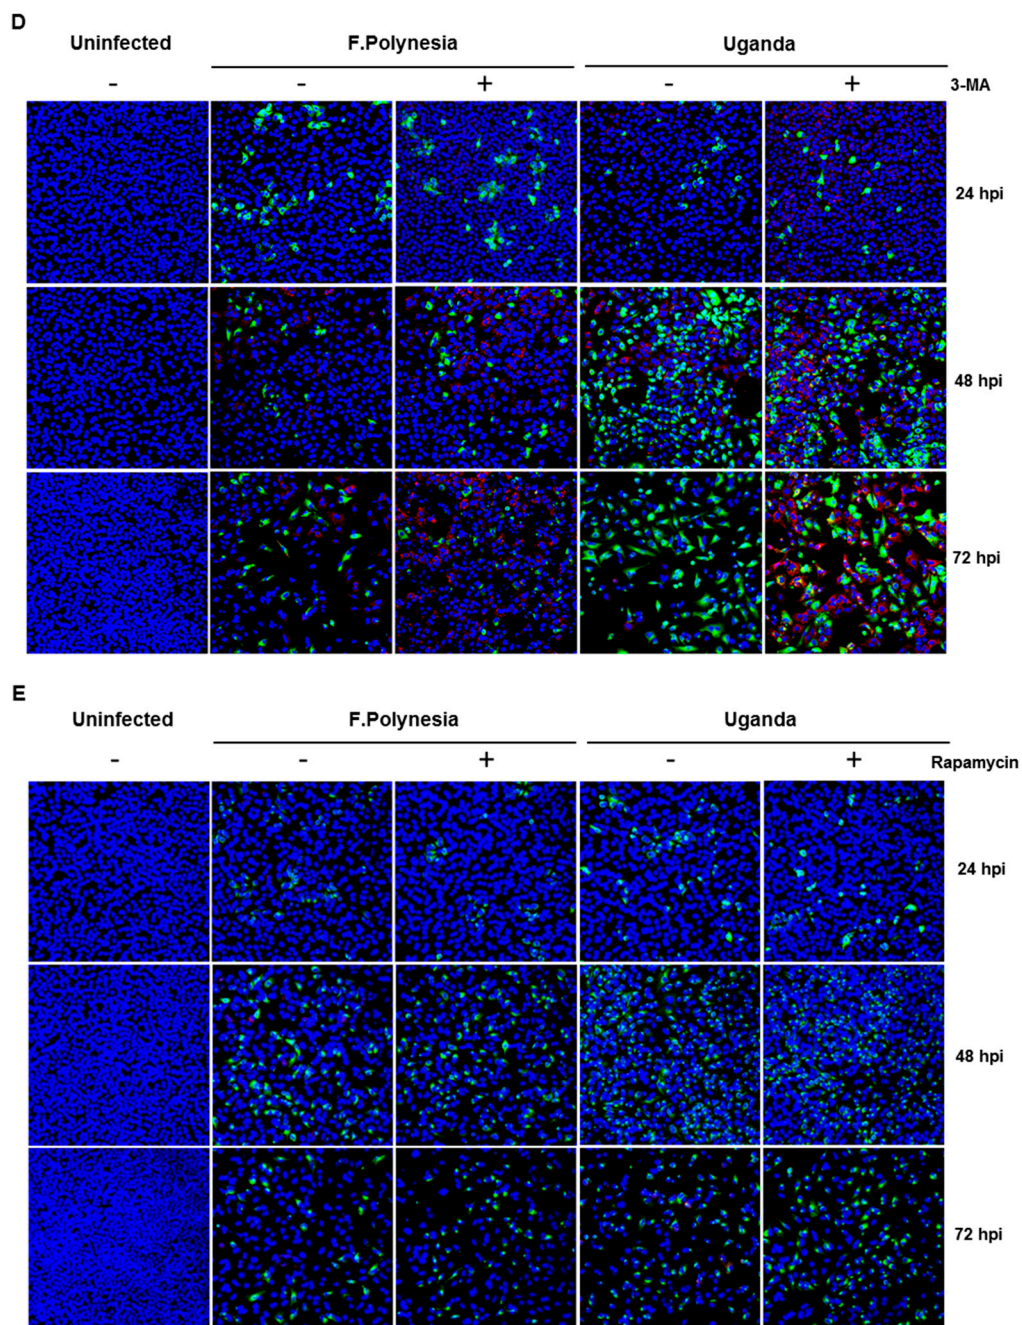 D
Uninfected F.Polynesia Uganda
- - + - + 3-MA
24 hpi
48 hpi
72 hpi
E
Uninfected F.Polynesia Uganda
- - + - + Rapamycin
24 hpi
48 hpi
72 hpi